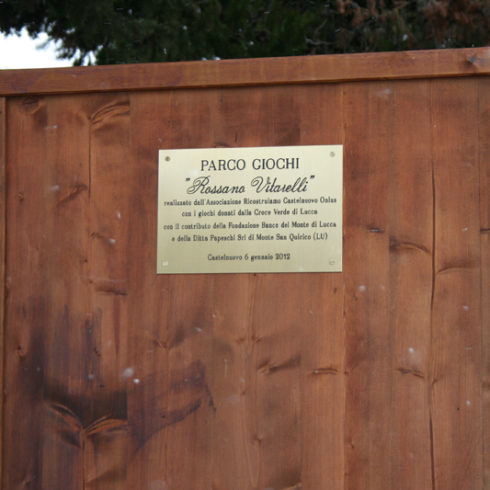 PARCO GIOCHI
"Rossano Vitarelli"
realizzato dall'Associazione Ricostruiamo Castelnuovo Onlus
con i giochi donati dalla Croce Verde di Lucca
con il contributo della Fondazione Banco del Monte di Lucca
e della Ditta Papeschi Srl di Monte San Quirico (LU)
Castelnuovo 6 gennaio 2012